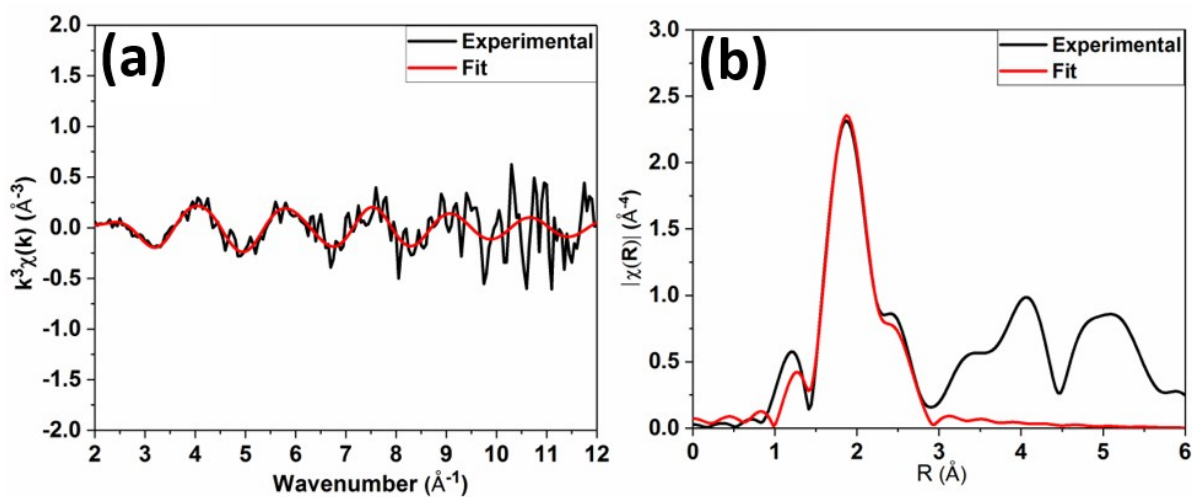 (a)
Experimental
Fit
k³χ(k) (Å⁻³)
2.0
1.5
1.0
0.5
0.0
-0.5
-1.0
-1.5
-2.0
2 3 4 5 6 7 8 9 10 11 12
Wavenumber (Å⁻¹)
(b)
Experimental
Fit
|χ(R)| (Å⁻⁴)
3.0
2.5
2.0
1.5
1.0
0.5
0.0
0 1 2 3 4 5 6
R (Å)